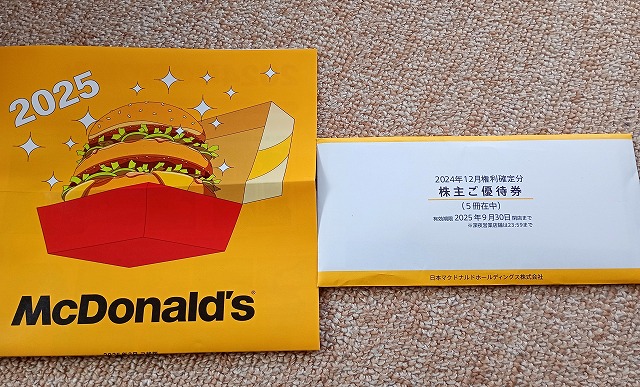 2025
McDonald's
®
2024年12月権利確定分
株主ご優待券
(5冊在中)
有効期限 2025年9月30日 閉店まで
※深夜営業店舗は23:59まで
日本マクドナルドホールディングス株式会社